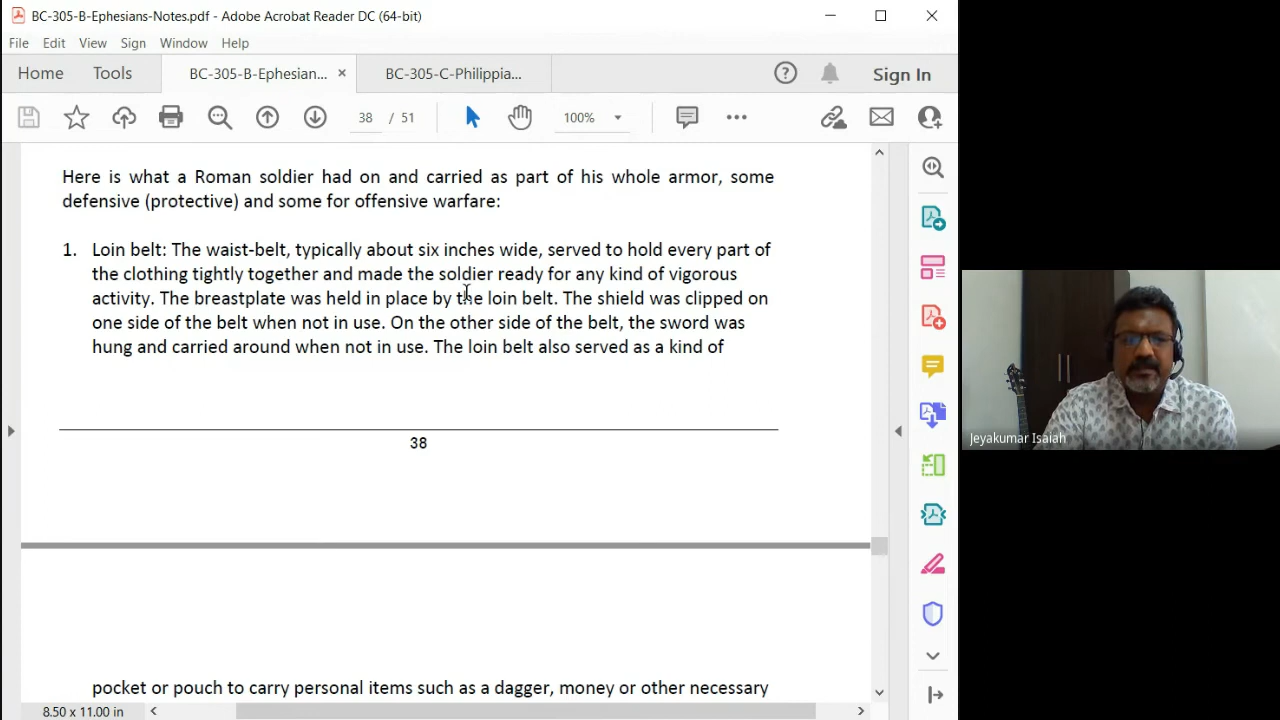 BC-305-B-Ephesians-Notes.pdf - Adobe Acrobat Reader DC (64-bit)
File Edit View Sign Window Help
Home Tools BC-305-B-Ephesian... × BC-305-C-Philippia... Sign In
38 / 51 100%
Here is what a Roman soldier had on and carried as part of his whole armor, some
defensive (protective) and some for offensive warfare:
1. Loin belt: The waist-belt, typically about six inches wide, served to hold every part of
the clothing tightly together and made the soldier ready for any kind of vigorous
activity. The breastplate was held in place by the loin belt. The shield was clipped on
one side of the belt when not in use. On the other side of the belt, the sword was
hung and carried around when not in use. The loin belt also served as a kind of
38
pocket or pouch to carry personal items such as a dagger, money or other necessary
8.50 x 11.00 in
Jeyakumar Isaiah